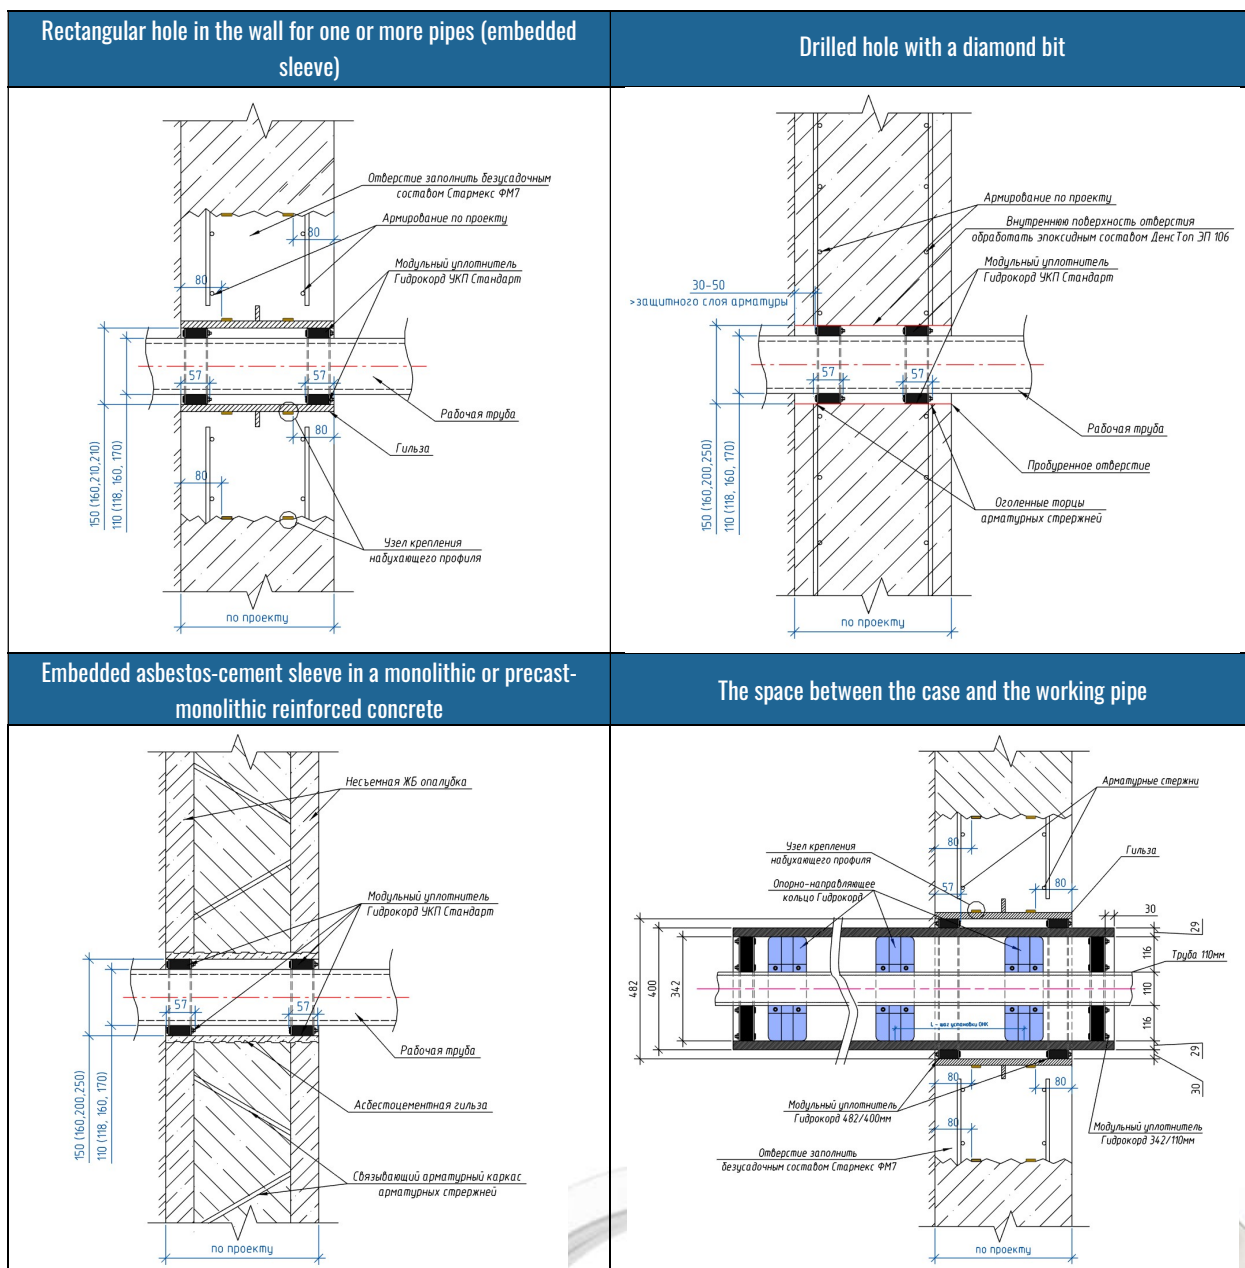 Rectangular hole in the wall for one or more pipes (embedded
sleeve)
Drilled hole with a diamond bit
Отверстие заполнить безусадочным
составом Стармекс ФМ7
Армирование по проекту
80
Модульный уплотнитель
Гидрокорд УКП Стандарт
80
57
57
Рабочая труба
80
Гильза
80
150 (160,210,210)
110 (118, 160, 170)
Узел крепления
набухающего профиля
по проекту
Армирование по проекту
Внутреннюю поверхность отверстия
обработать эпоксидным составом ДенсТоп ЭП 106
Модульный уплотнитель
Гидрокорд УКП Стандарт
30-50
>защитного слоя арматуры
57
57
Рабочая труба
Пробуренное отверстие
150 (160,200,250)
110 (118, 160, 170)
Оголенные торцы
арматурных стрержней
по проекту
Embedded asbestos-cement sleeve in a monolithic or precast-
monolithic reinforced concrete
The space between the case and the working pipe
Несъемная ЖБ опалубка
Модульный уплотнитель
Гидрокорд УКП Стандарт
57
57
Рабочая труба
Асбестоцементная гильза
150 (160,200,250)
110 (118, 160, 170)
Связывающий арматурный каркас
арматурных стрержней
по проекту
Арматурные стержни
Узел крепления
набухающего профиля
80
Гильза
Опорно-направляющее
кольцо Гидрокорд
57
80
30
29
116
Труба 110мм
482
400
342
110
L - шаг установки ОНК
116
29
80
80
30
Модульный уплотнитель
Гидрокорд 482/400мм
80
Модульный уплотнитель
Гидрокорд 342/110мм
Отверстие заполнить
безусадочным составом Стармекс ФМ7
по проекту